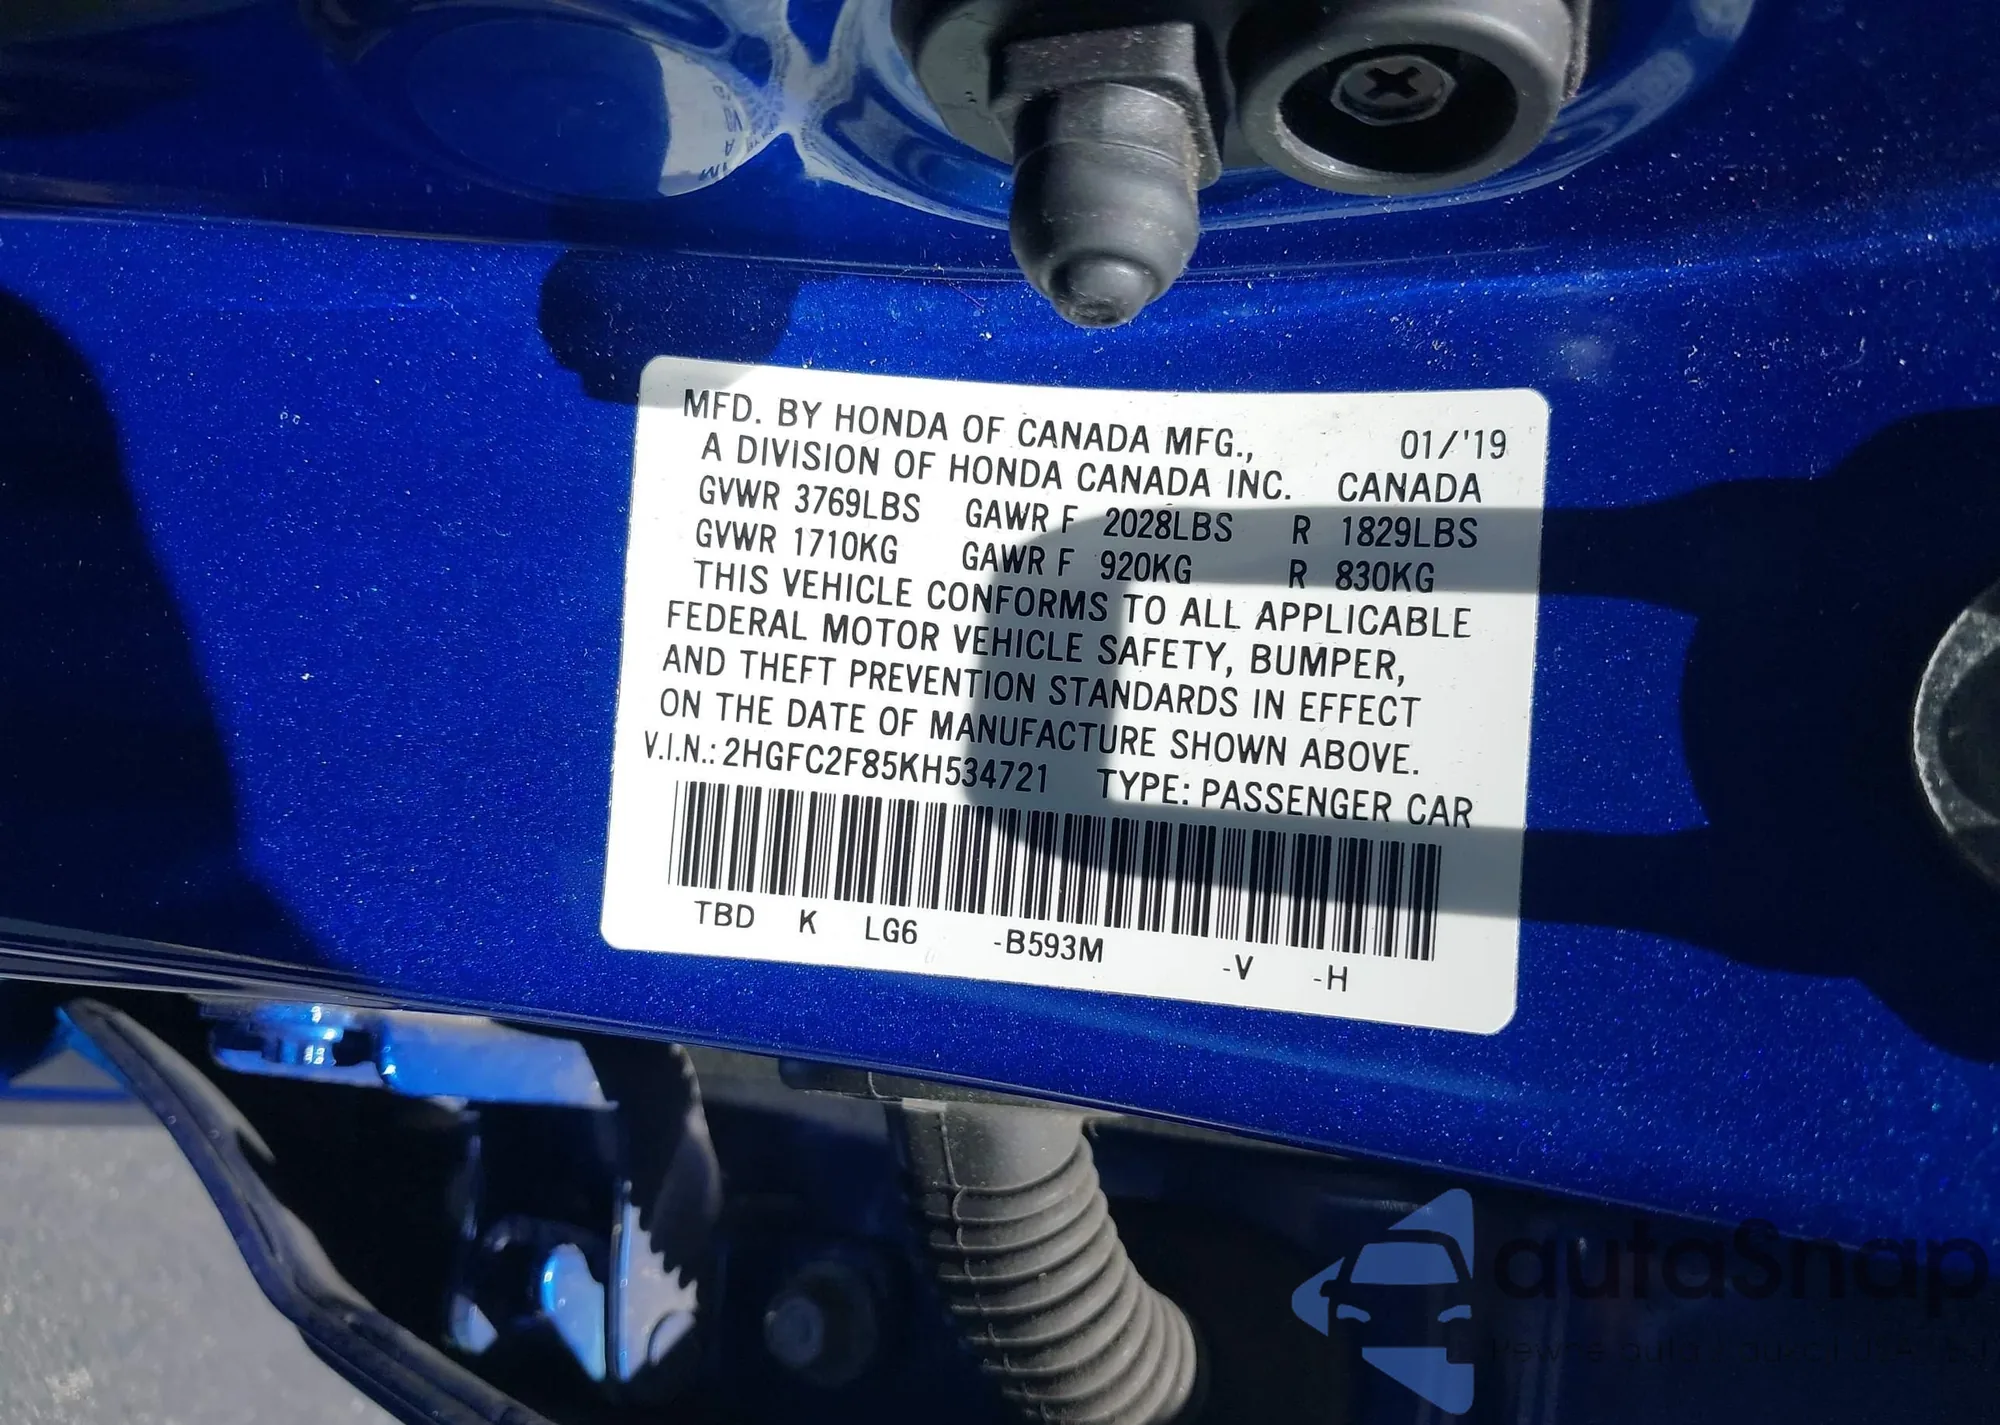 MFD. BY HONDA OF CANADA MFG., 01/'19
A DIVISION OF HONDA CANADA INC. CANADA
GVWR 3769LBS GAWR F 2028LBS R 1829LBS
GVWR 1710KG GAWR F 920KG R 830KG
THIS VEHICLE CONFORMS TO ALL APPLICABLE
FEDERAL MOTOR VEHICLE SAFETY, BUMPER,
AND THEFT PREVENTION STANDARDS IN EFFECT
ON THE DATE OF MANUFACTURE SHOWN ABOVE.
V.I.N.: 2HGFC2F85KH534721 TYPE: PASSENGER CAR
TBD K LG6 -B593M -V -H
autaSnap